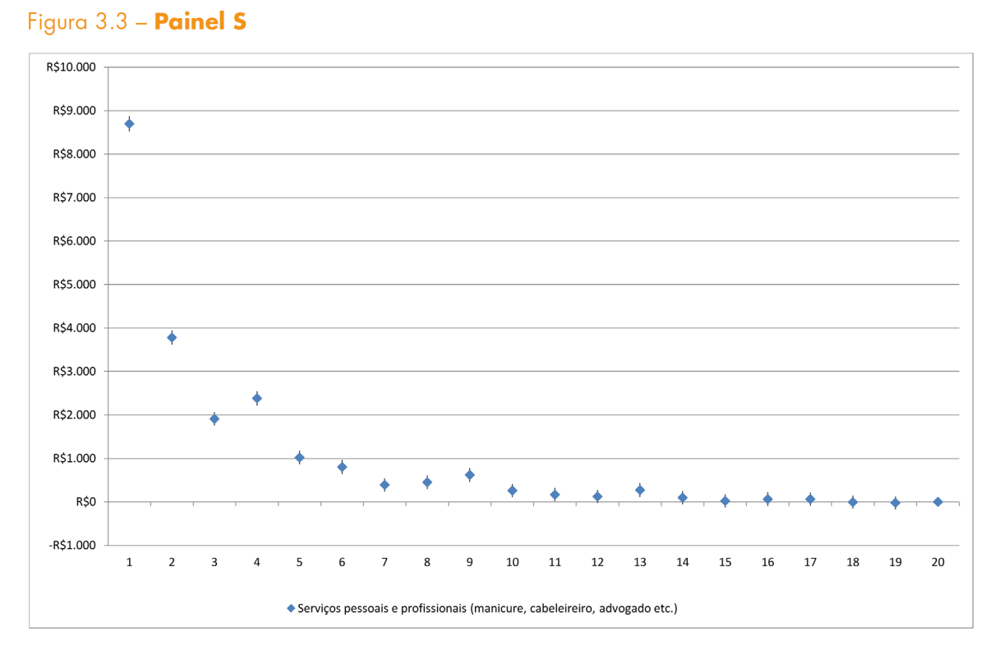 Figura 3.3 – Painel S
R$10.000
R$9.000
R$8.000
R$7.000
R$6.000
R$5.000
R$4.000
R$3.000
R$2.000
R$1.000
R$0
-R$1.000
1 2 3 4 5 6 7 8 9 10 11 12 13 14 15 16 17 18 19 20
Serviços pessoais e profissionais (manicure, cabeleireiro, advogado etc.)